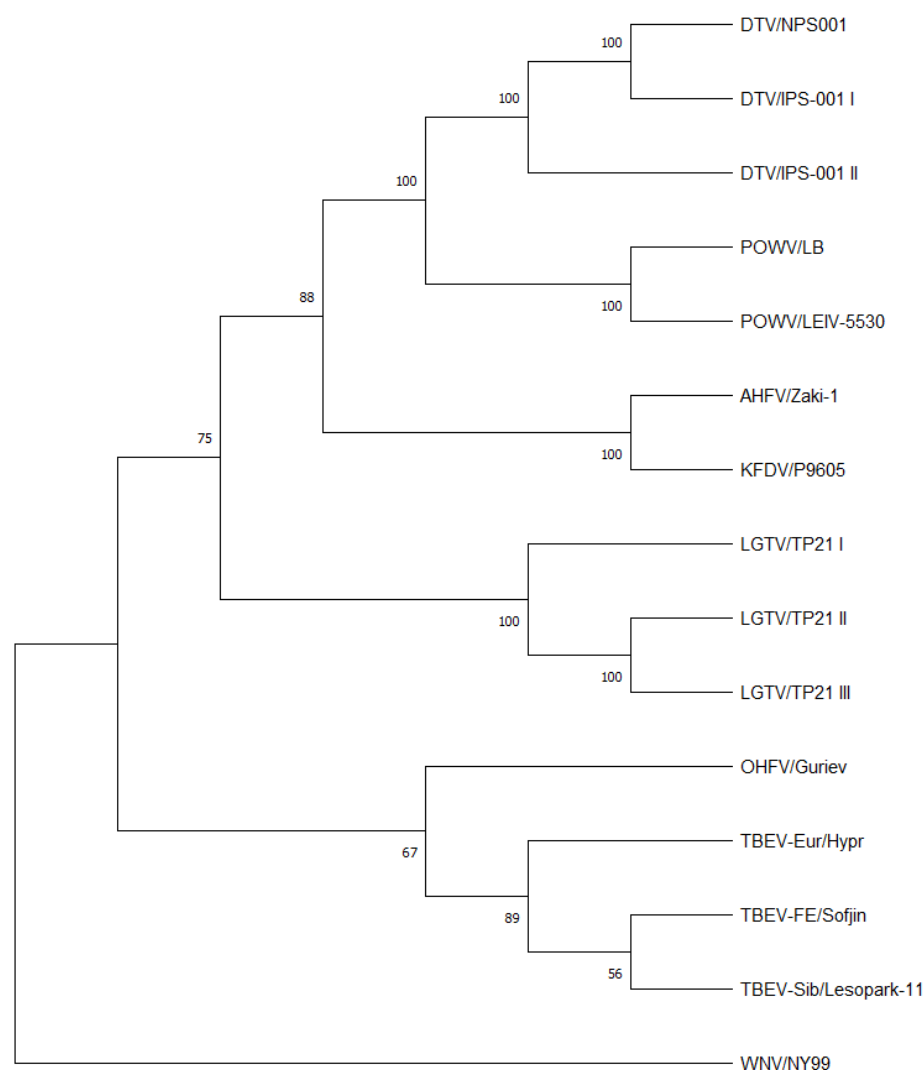 DTV/NPS001
100
DTV/IPS-001 I
100
DTV/IPS-001 II
100
POWV/LB
88
100
POWV/LEIV-5530
AHFV/Zaki-1
75
100
KFDV/P9605
LGTV/TP21 I
100
LGTV/TP21 II
100
LGTV/TP21 III
OHFV/Guriev
67
TBEV-Eur/Hypr
89
TBEV-FE/Sofjin
56
TBEV-Sib/Lesopark-11
WNV/NY99